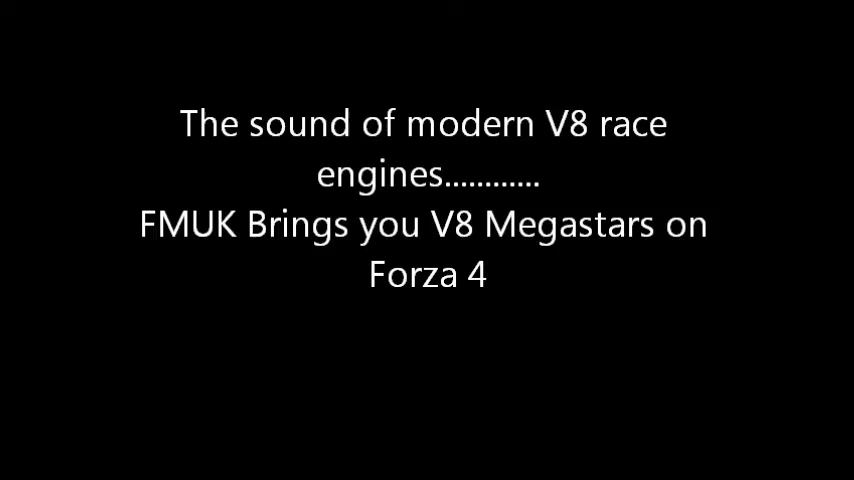 The sound of modern V8 race
engines............
FMUK Brings you V8 Megastars on
Forza 4